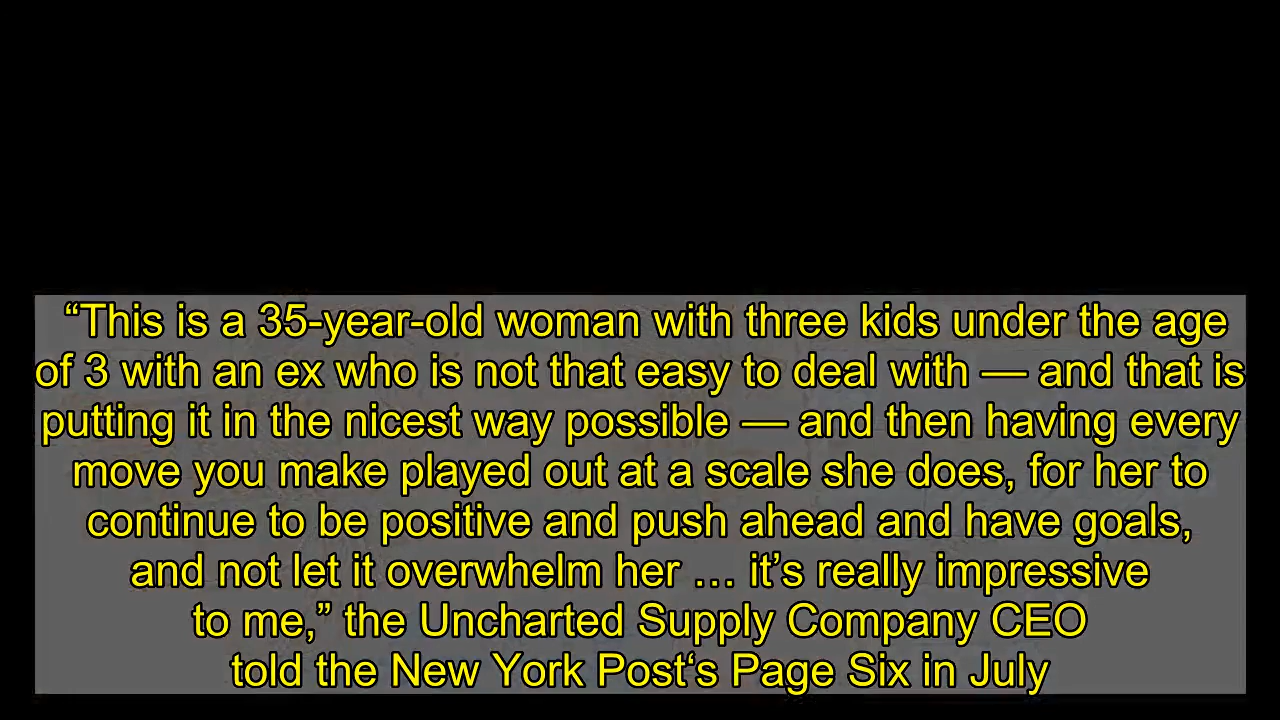 “This is a 35-year-old woman with three kids under the age
of 3 with an ex who is not that easy to deal with — and that is
putting it in the nicest way possible — and then having every
move you make played out at a scale she does, for her to
continue to be positive and push ahead and have goals,
and not let it overwhelm her … it’s really impressive
to me,” the Uncharted Supply Company CEO
told the New York Post‘s Page Six in July